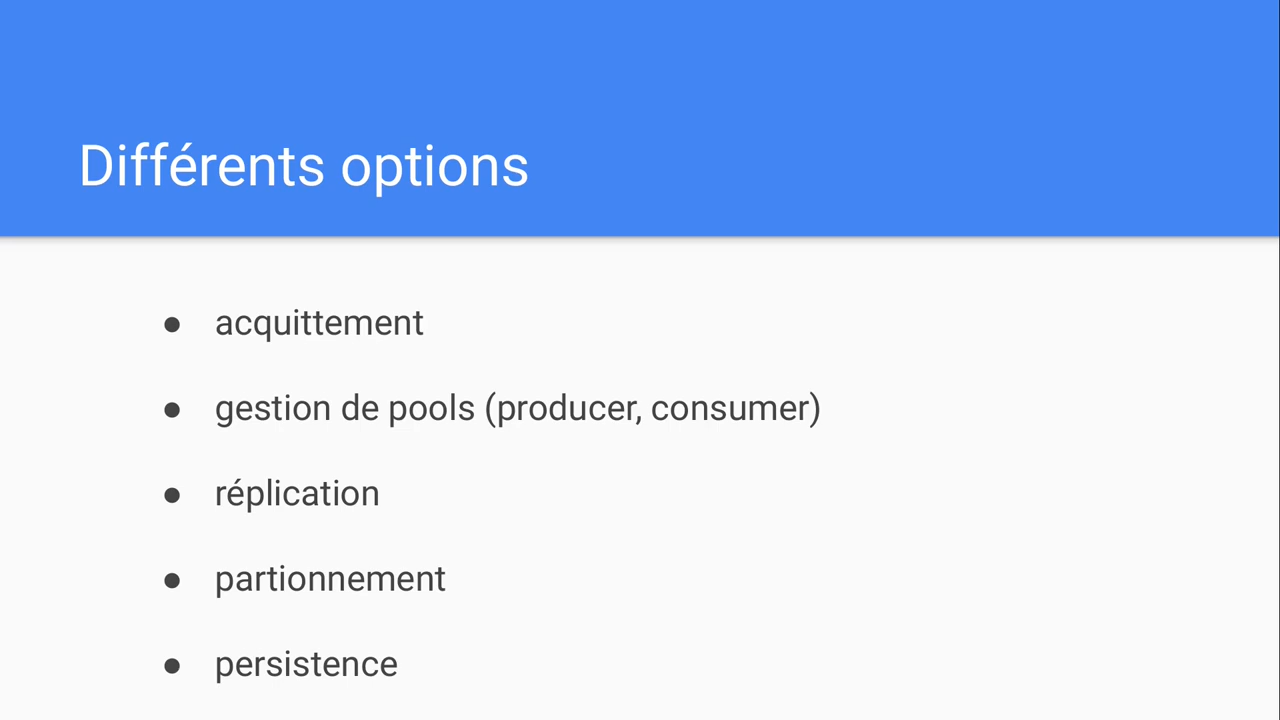 Différents options
● acquittement
● gestion de pools (producer, consumer)
● réplication
● partionnement
● persistence